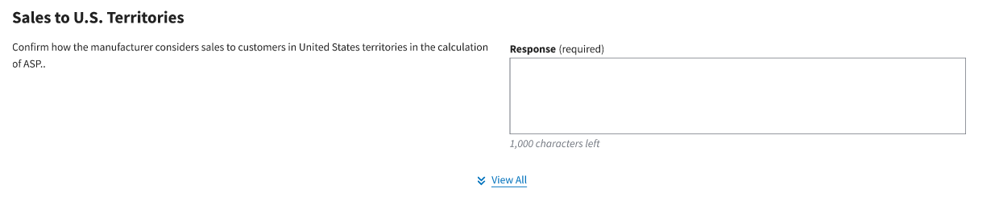 Sales to U.S. Territories
Confirm how the manufacturer considers sales to customers in United States territories in the calculation
of ASP..
Response (required)
1,000 characters left
View All